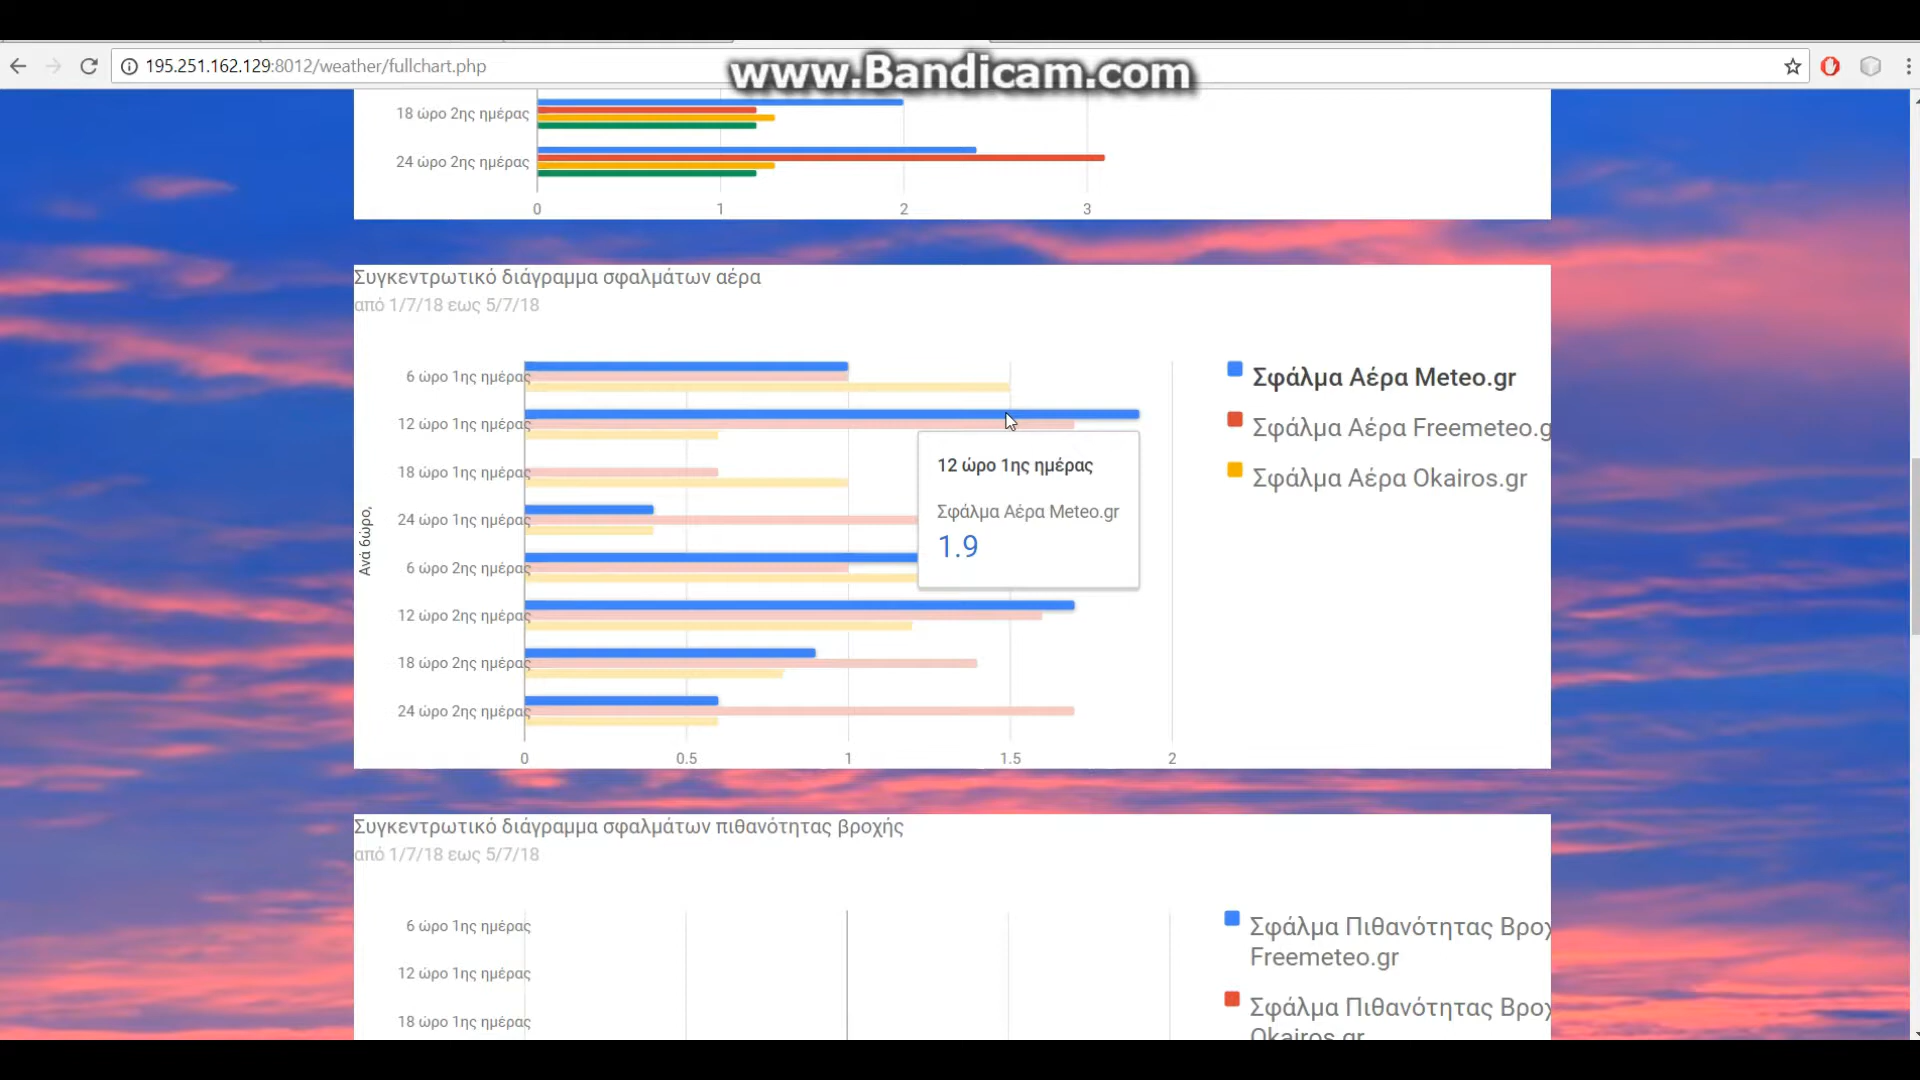 195.251.162.129:8012/weather/fullchart.php
www.Bandicam.com
18 ώρο 2ης ημέρας
24 ώρο 2ης ημέρας
0 1 2 3
Συγκεντρωτικό διάγραμμα σφαλμάτων αέρα
από 1/7/18 εως 5/7/18
6 ώρο 1ης ημέρας
12 ώρο 1ης ημέρας
18 ώρο 1ης ημέρας
24 ώρο 1ης ημέρας
6 ώρο 2ης ημέρας
12 ώρο 2ης ημέρας
18 ώρο 2ης ημέρας
24 ώρο 2ης ημέρας
Ανά 6ώρο,
0 0.5 1 1.5 2
12 ώρο 1ης ημέρας
Σφάλμα Αέρα Meteo.gr
1.9
Σφάλμα Αέρα Meteo.gr
Σφάλμα Αέρα Freemeteo.g
Σφάλμα Αέρα Okairos.gr
Συγκεντρωτικό διάγραμμα σφαλμάτων πιθανότητας βροχής
από 1/7/18 εως 5/7/18
6 ώρο 1ης ημέρας
12 ώρο 1ης ημέρας
18 ώρο 1ης ημέρας
Σφάλμα Πιθανότητας Βροχ
Freemeteo.gr
Σφάλμα Πιθανότητας Βροχ
Okairos.gr